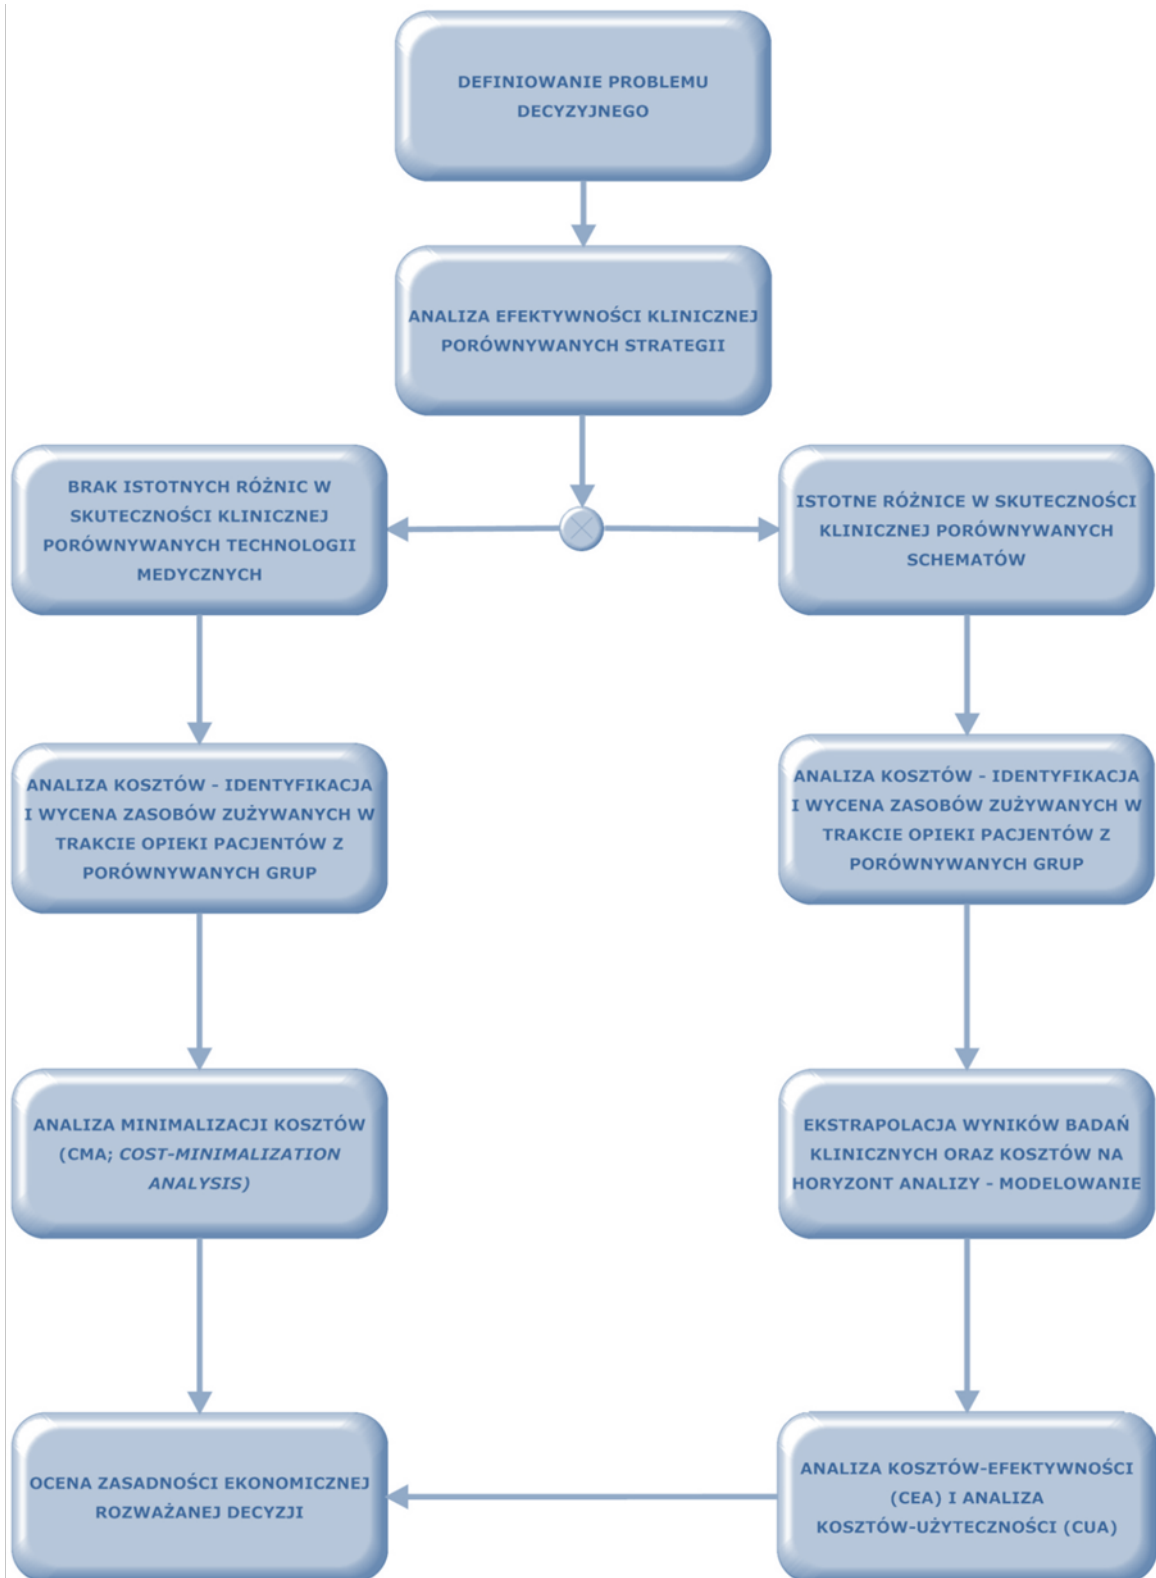 DEFINIOWANIE PROBLEMU
DECYZYJNEGO
ANALIZA EFEKTYWNOŚCI KLINICZNEJ
PORÓWNYWANYCH STRATEGII
BRAK ISTOTNYCH RÓŻNIC W
SKUTECZNOŚCI KLINICZNEJ
PORÓWNYWANYCH TECHNOLOGII
MEDYCZNYCH
ISTOTNE RÓŻNICE W SKUTECZNOŚCI
KLINICZNEJ PORÓWNYWANYCH
SCHEMATÓW
ANALIZA KOSZTÓW - IDENTYFIKACJA
I WYCENA ZASOBÓW ZUŻYWANYCH W
TRAKCIE OPIEKI PACJENTÓW Z
PORÓWNYWANYCH GRUP
ANALIZA KOSZTÓW - IDENTYFIKACJA
I WYCENA ZASOBÓW ZUŻYWANYCH W
TRAKCIE OPIEKI PACJENTÓW Z
PORÓWNYWANYCH GRUP
ANALIZA MINIMALIZACJI KOSZTÓW
(CMA; COST-MINIMALIZATION
ANALYSIS)
EKSTRAPOLACJA WYNIKÓW BADAŃ
KLINICZNYCH ORAZ KOSZTÓW NA
HORYZONT ANALIZY - MODELOWANIE
OCENA ZASADNOŚCI EKONOMICZNEJ
ROZWAŻANEJ DECYZJI
ANALIZA KOSZTÓW-EFEKTYWNOŚCI
(CEA) I ANALIZA
KOSZTÓW-UŻYTECZNOŚCI (CUA)